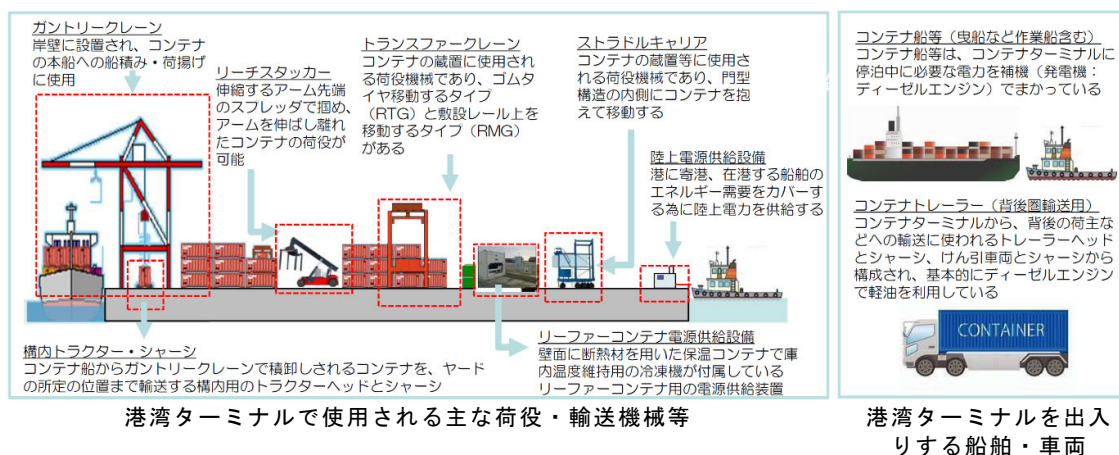 ガントリークレーン
岸壁に設置され、コンテナ
の本船への船積み・荷揚げ
に使用
リーチスタッカー
伸縮するアーム先端
のスプレッダで掴め、
アームを伸ばし離れ
たコンテナの荷役が
可能
トランスファークレーン
コンテナの蔵置に使用され
る荷役機械であり、ゴムタ
イヤ移動するタイプ
（RTG）と敷設レール上を
移動するタイプ（RMG）
がある
ストラドルキャリア
コンテナの蔵置等に使用さ
れる荷役機械であり、門型
構造の内側にコンテナを抱
えて移動する
陸上電源供給設備
港に寄港、在港する船舶の
エネルギー需要をカバーす
る為に陸上電力を供給する
構内トラクター・シャーシ
コンテナ船からガントリークレーンで積卸しされるコンテナを、ヤード
の所定の位置まで輸送する構内用のトラクターヘッドとシャーシ
リーファーコンテナ電源供給設備
壁面に断熱材を用いた保温コンテナで庫
内温度維持用の冷凍機が付属している
リーファーコンテナ用の電源供給装置
港湾ターミナルで使用される主な荷役・輸送機械等
コンテナ船等（曳船など作業船含む）
コンテナ船等は、コンテナターミナルに
停泊中に必要な電力を補機（発電機：
ディーゼルエンジン）でまかっている
コンテナトレーラー（背後圏輸送用）
コンテナターミナルから、背後の荷主な
どへの輸送に使われるトレーラーヘッド
とシャーシ、けん引車両とシャーシから
構成され、基本的にディーゼルエンジン
で軽油を利用している
CONTAINER
港湾ターミナルを出入
りする船舶・車両